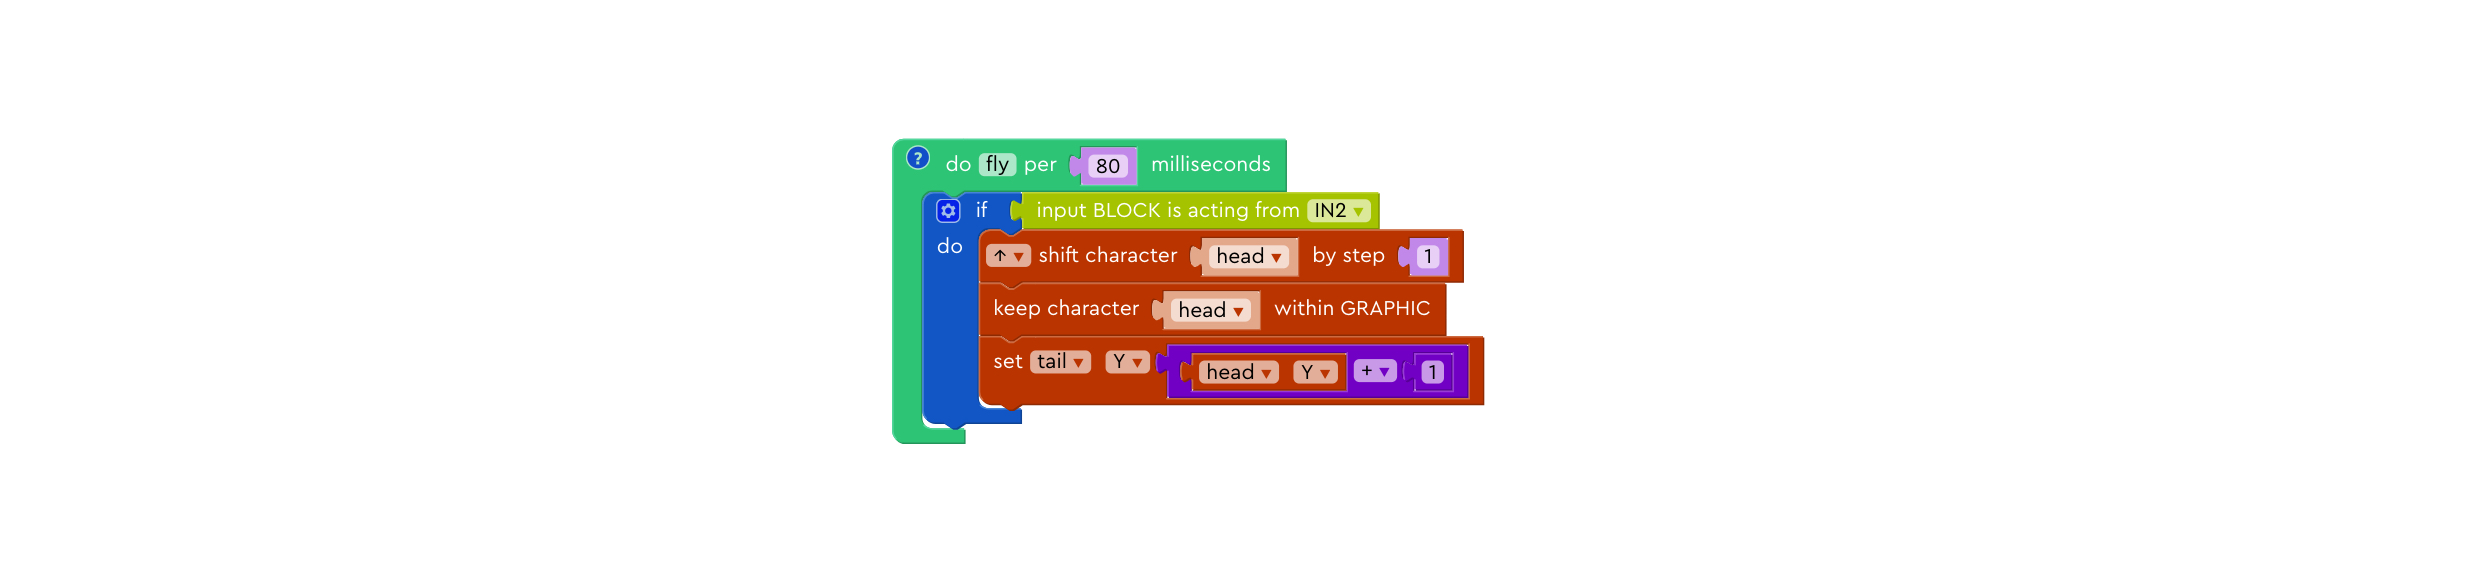 ? do fly per 80 milliseconds
if input BLOCK is acting from IN2 ▼
do ↑ ▼ shift character head ▼ by step 1
keep character head ▼ within GRAPHIC
set tail ▼ Y ▼ head ▼ Y ▼ + ▼ 1